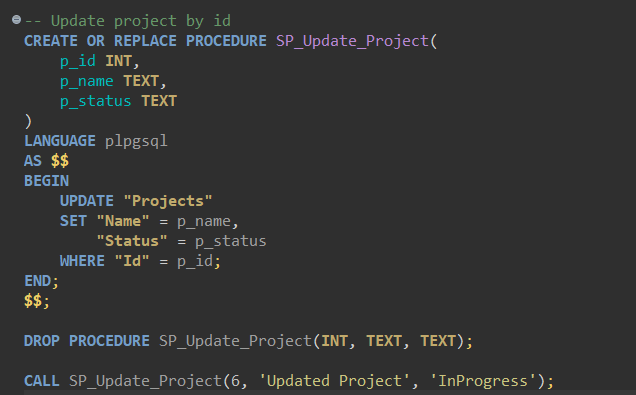 -- Update project by id
CREATE OR REPLACE PROCEDURE SP_Update_Project(
    p_id INT,
    p_name TEXT,
    p_status TEXT
)
LANGUAGE plpgsql
AS $$
BEGIN
    UPDATE "Projects"
    SET "Name" = p_name,
        "Status" = p_status
    WHERE "Id" = p_id;
END;
$$;

DROP PROCEDURE SP_Update_Project(INT, TEXT, TEXT);

CALL SP_Update_Project(6, 'Updated Project', 'InProgress');